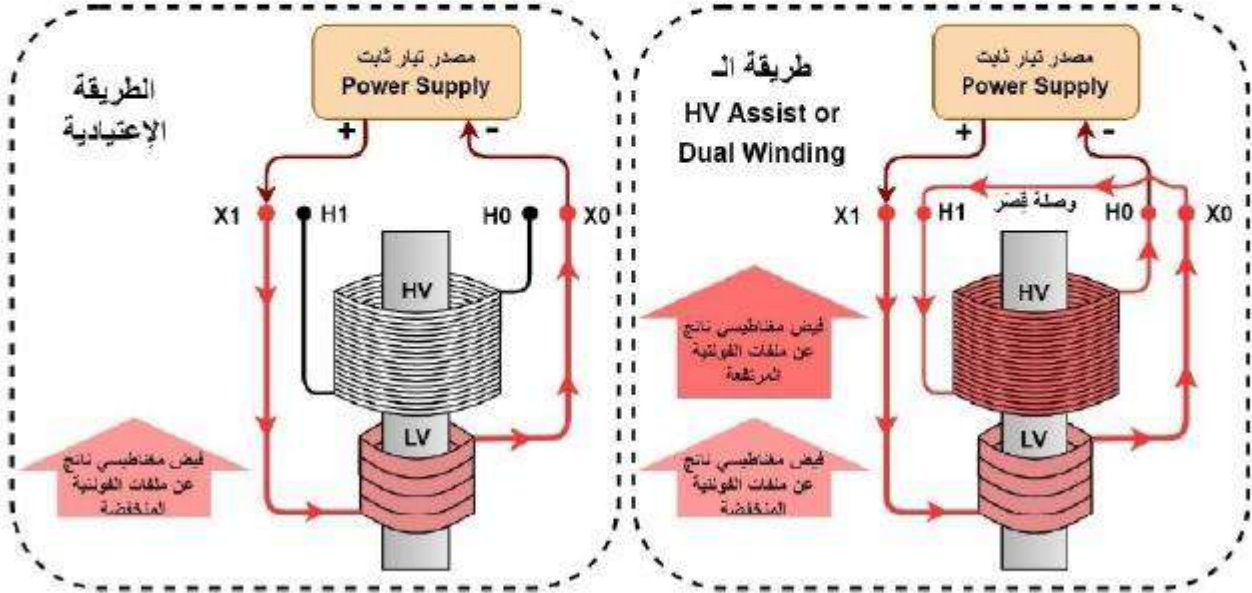 الطريقة
الإعتيادية
مصدر تيار ثابت
Power Supply
+
-
X1
H1
H0
X0
HV
LV
فيض مغناطيسي ناتج
عن ملفات الفولتية
المنخفضة
طريقة الـ
HV Assist or
Dual Winding
مصدر تيار ثابت
Power Supply
+
-
X1
H1
وصلة قِصَر
H0
X0
HV
LV
فيض مغناطيسي ناتج
عن ملفات الفولتية
المرتفعة
فيض مغناطيسي ناتج
عن ملفات الفولتية
المنخفضة